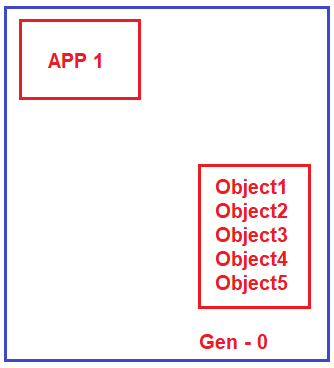 APP 1
Object1
Object2
Object3
Object4
Object5
Gen - 0